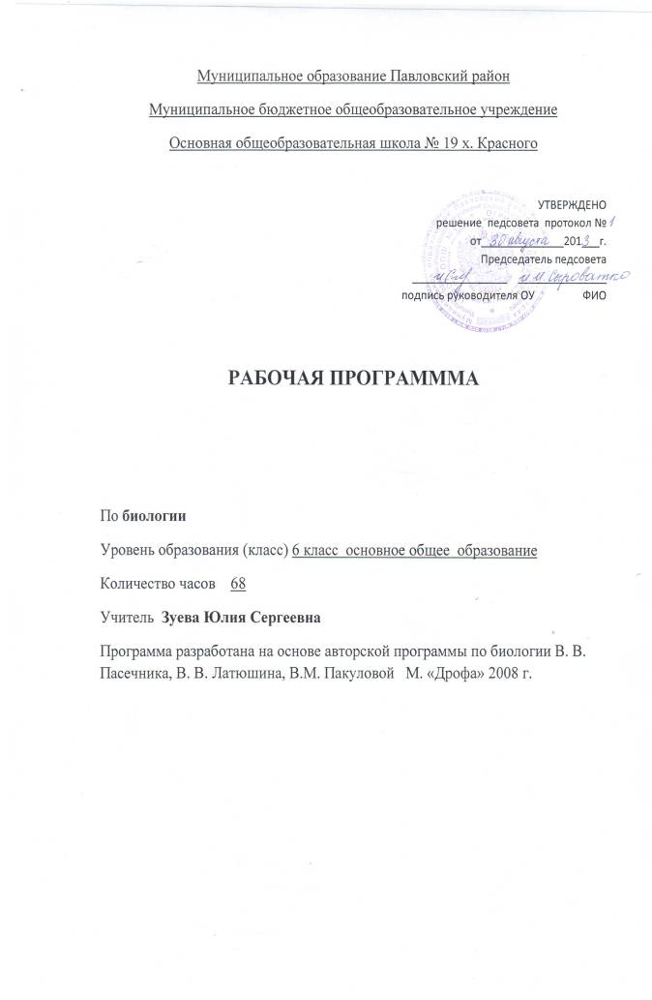 Муниципальное образование Павловский район
Муниципальное бюджетное общеобразовательное учреждение
Основная общеобразовательная школа № 19 х. Красного
УТВЕРЖДЕНО
решение педсовета протокол № 1
от 30 августа 2013 г.
Председатель педсовета
И.И. Сыроватко
подпись руководителя ОУ ФИО
РАБОЧАЯ ПРОГРАМММА
По биологии
Уровень образования (класс) 6 класс основное общее образование
Количество часов 68
Учитель Зуева Юлия Сергеевна
Программа разработана на основе авторской программы по биологии В. В.
Пасечника, В. В. Латюшина, В.М. Пакуловой М. «Дрофа» 2008 г.